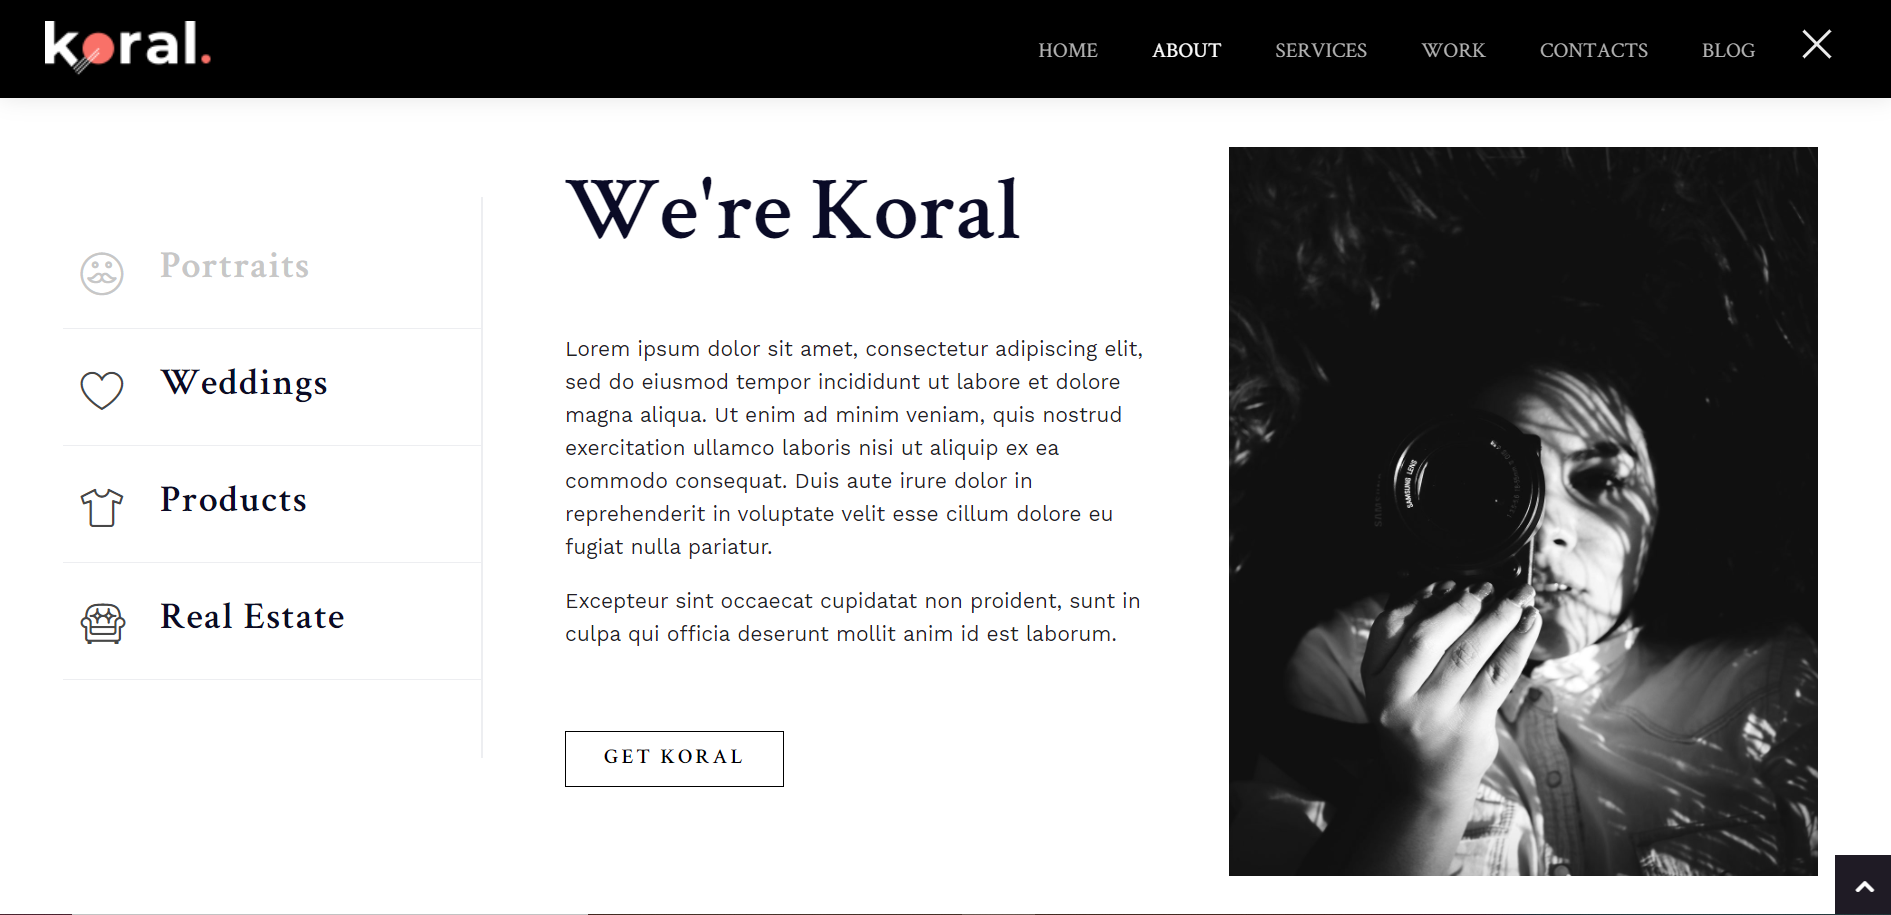 koral.
HOME
ABOUT
SERVICES
WORK
CONTACTS
BLOG
Portraits
Weddings
Products
Real Estate
We're Koral
Lorem ipsum dolor sit amet, consectetur adipiscing elit,
sed do eiusmod tempor incididunt ut labore et dolore
magna aliqua. Ut enim ad minim veniam, quis nostrud
exercitation ullamco laboris nisi ut aliquip ex ea
commodo consequat. Duis aute irure dolor in
reprehenderit in voluptate velit esse cillum dolore eu
fugiat nulla pariatur.
Excepteur sint occaecat cupidatat non proident, sunt in
culpa qui officia deserunt mollit anim id est laborum.
GET KORAL
SAMSUNG LENS
SAMSUNG